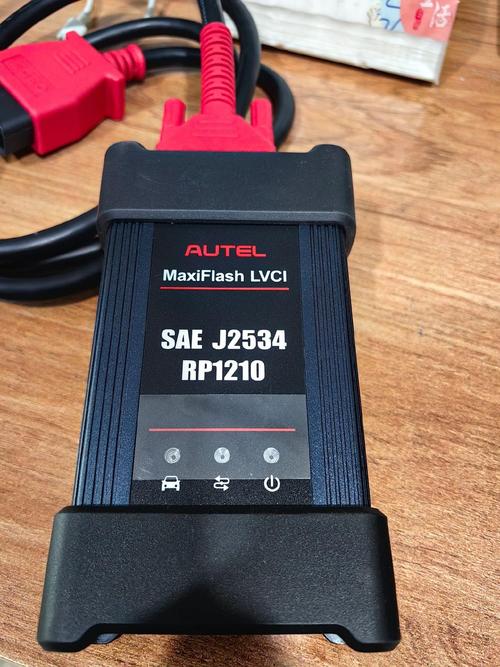 AUTEL
MaxiFlash LVCI
SAE J2534
RP1210